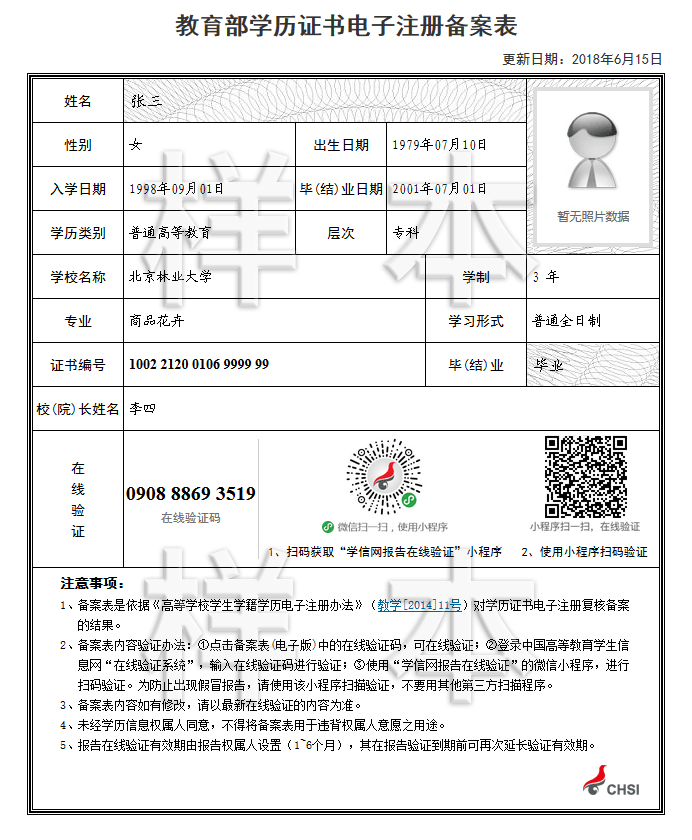 教育部学历证书电子注册备案表
更新日期：2018年6月15日
姓名 张三
性别 女 出生日期 1979年07月10日
入学日期 1998年09月01日 毕(结)业日期 2001年07月01日
暂无照片数据
学历类别 普通高等教育 层次 专科
学校名称 北京林业大学 学制 3 年
专业 商品花卉 学习形式 普通全日制
证书编号 1002 2120 0106 9999 99 毕(结)业 毕业
校(院)长姓名 李四
样本
在线验证
0908 8869 3519
在线验证码
微信扫一扫，使用小程序
小程序扫一扫，在线验证
1、扫码获取“学信网报告在线验证”小程序
2、使用小程序扫码验证
样本
注意事项：
1、备案表是依据《高等学校学生学籍学历电子注册办法》（教学[2014]11号）对学历证书电子注册复核备案
的结果。
2、备案表内容验证办法：①点击备案表(电子版)中的在线验证码，可在线验证；②登录中国高等教育学生信
息网“在线验证系统”，输入在线验证码进行验证；③使用“学信网报告在线验证”的微信小程序，进行
扫码验证。为防止出现假冒报告，请使用该小程序扫描验证，不要用其他第三方扫描程序。
3、备案表内容如有修改，请以最新在线验证的内容为准。
4、未经学历信息权属人同意，不得将备案表用于违背权属人意愿之用途。
5、报告在线验证有效期由报告权属人设置（1~6个月），其在报告验证到期前可再次延长验证有效期。
CHSI